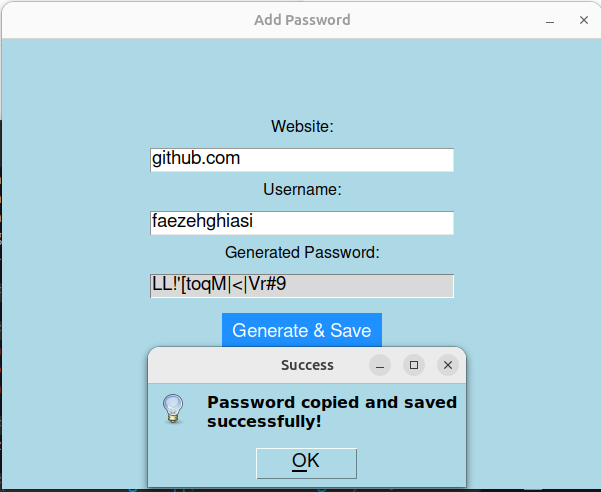 Add Password
Website:
github.com
Username:
faezehghiasi
Generated Password:
LL!'[toqM|<|Vr#9
Generate & Save
Success
Password copied and saved
successfully!
OK